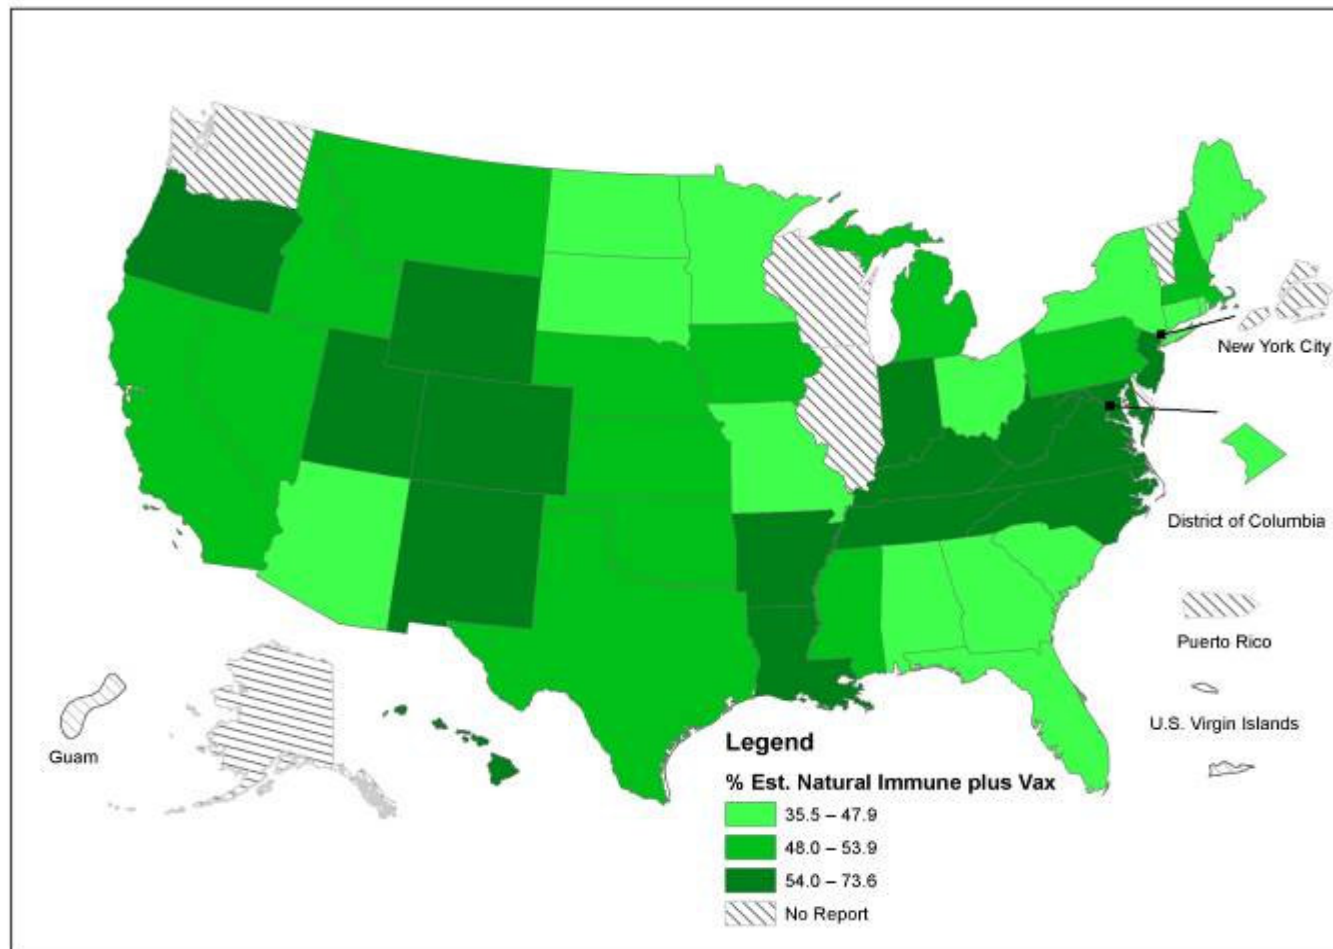 New York City
District of Columbia
Puerto Rico
U.S. Virgin Islands
Guam
Legend
% Est. Natural Immune plus Vax
35.5 – 47.9
48.0 – 53.9
54.0 – 73.6
No Report